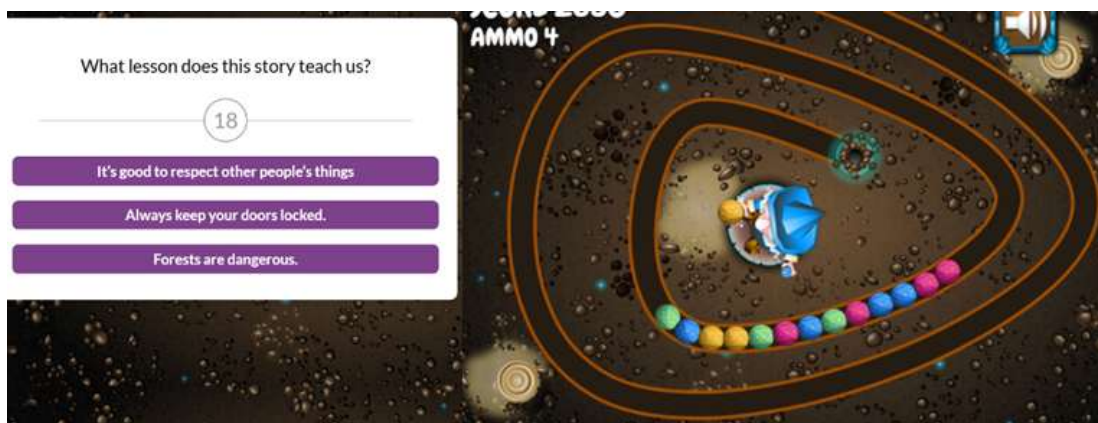 What lesson does this story teach us?
18
It's good to respect other people's things
Always keep your doors locked.
Forests are dangerous.
AMMO 4